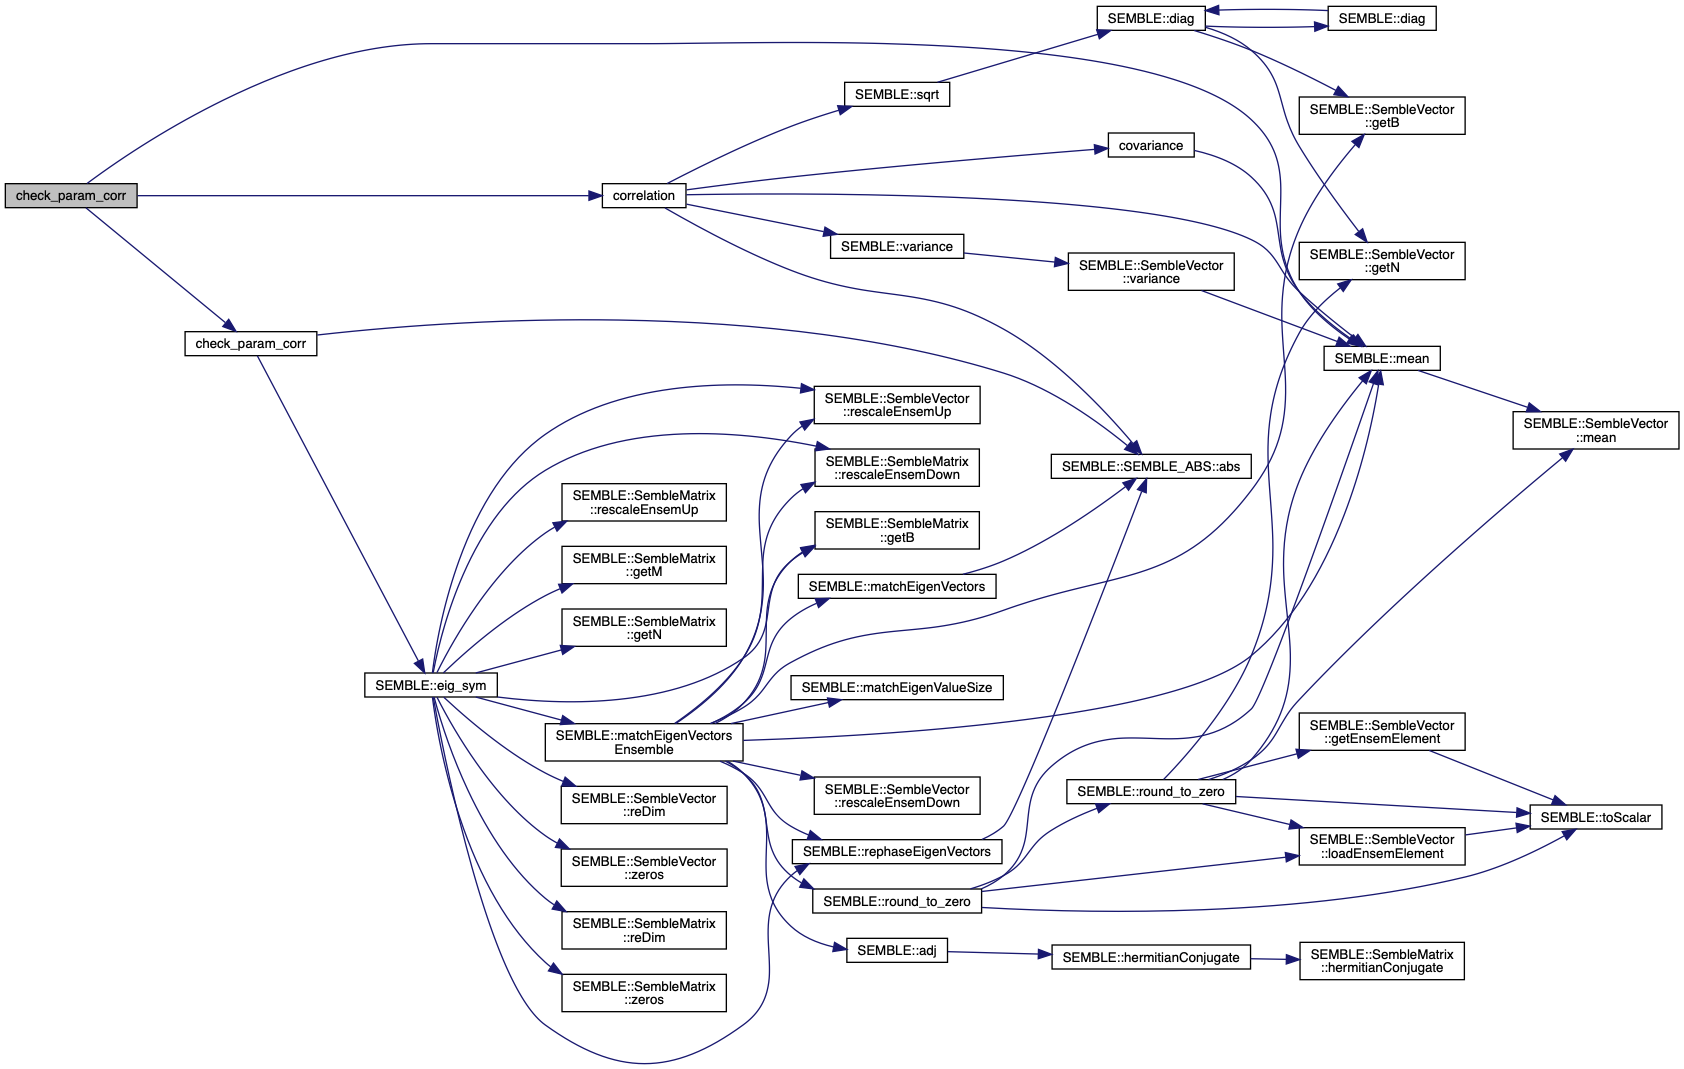 check_param_corr
check_param_corr
SEMBLE::eig_sym
SEMBLE::SembleMatrix
::rescaleEnsemUp
SEMBLE::SembleMatrix
::getM
SEMBLE::SembleMatrix
::getN
SEMBLE::matchEigenVectors
Ensemble
SEMBLE::SembleVector
::reDim
SEMBLE::SembleVector
::zeros
SEMBLE::SembleMatrix
::reDim
SEMBLE::SembleMatrix
::zeros
correlation
SEMBLE::sqrt
SEMBLE::variance
SEMBLE::SembleVector
::rescaleEnsemUp
SEMBLE::SembleMatrix
::rescaleEnsemDown
SEMBLE::SembleMatrix
::getB
SEMBLE::matchEigenVectors
SEMBLE::matchEigenValueSize
SEMBLE::SembleVector
::rescaleEnsemDown
SEMBLE::rephaseEigenVectors
SEMBLE::round_to_zero
SEMBLE::adj
SEMBLE::diag
covariance
SEMBLE::SembleVector
::variance
SEMBLE::SEMBLE_ABS::abs
SEMBLE::round_to_zero
SEMBLE::hermitianConjugate
SEMBLE::diag
SEMBLE::SembleVector
::getB
SEMBLE::SembleVector
::getN
SEMBLE::mean
SEMBLE::SembleVector
::getEnsemElement
SEMBLE::SembleVector
::loadEnsemElement
SEMBLE::SembleMatrix
::hermitianConjugate
SEMBLE::SembleVector
::mean
SEMBLE::toScalar